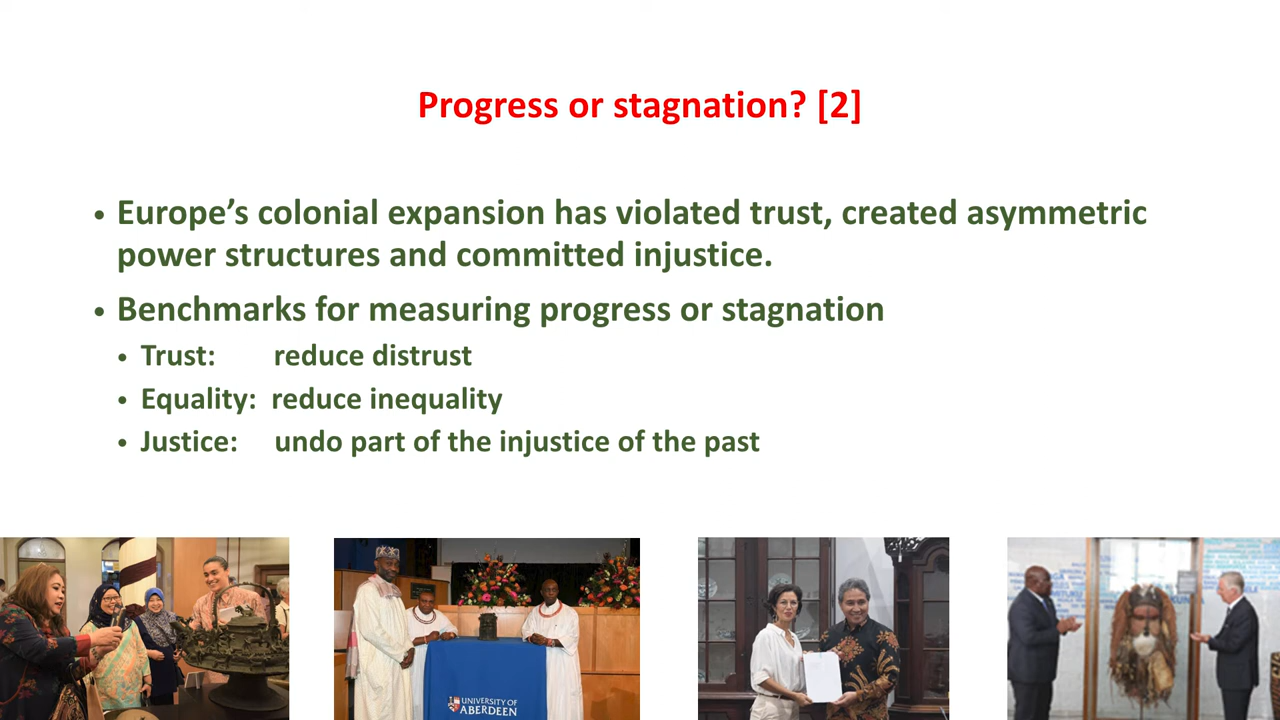 Progress or stagnation? [2]
• Europe’s colonial expansion has violated trust, created asymmetric
power structures and committed injustice.
• Benchmarks for measuring progress or stagnation
• Trust: reduce distrust
• Equality: reduce inequality
• Justice: undo part of the injustice of the past
UNIVERSITY OF
ABERDEEN